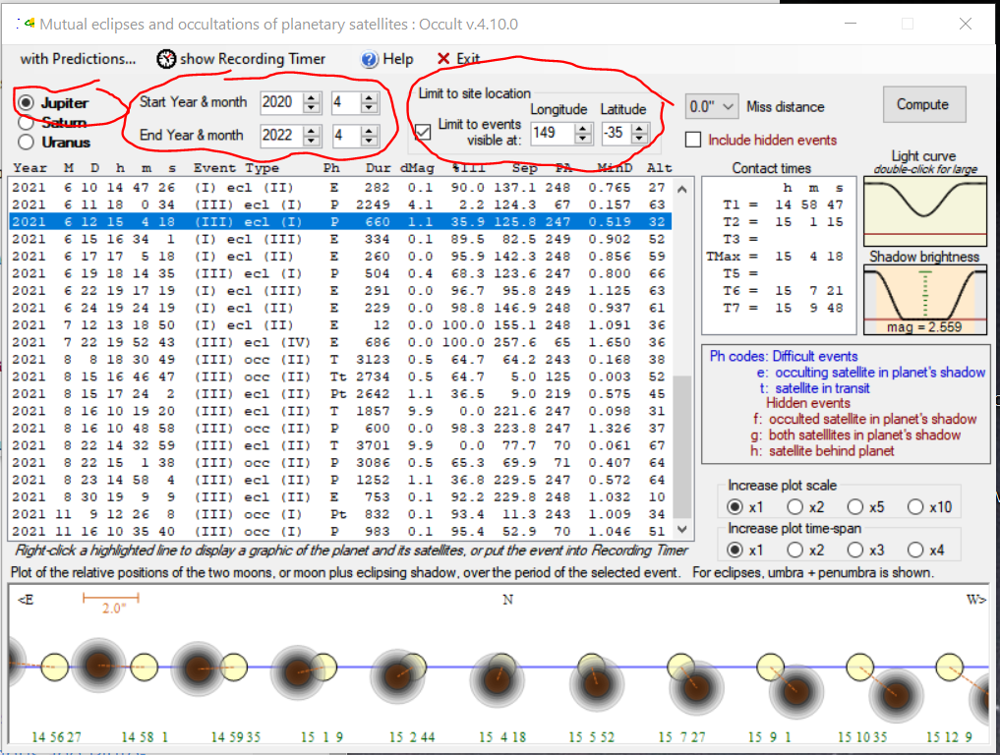 Mutual eclipses and occultations of planetary satellites : Occult v.4.10.0
with Predictions... show Recording Timer Help Exit
Jupiter
Saturn
Uranus
Start Year & month 2020 4
End Year & month 2022 4
Limit to site location
Longitude Latitude
Limit to events visible at: 149 -35
0.0" Miss distance
Include hidden events
Compute
Year M D h m s Event Type Ph Dur dMag %Ill Sep PA MinD Alt
2021 6 10 14 47 26 (I) ecl (II) E 282 0.1 90.0 137.1 248 0.765 27
2021 6 11 18 0 34 (II) ecl (I) P 2249 4.1 2.2 124.3 67 0.157 63
2021 6 12 15 4 18 (III) ecl (I) P 660 1.1 35.9 125.8 247 0.519 32
2021 6 15 16 34 1 (I) ecl (III) E 334 0.1 89.5 82.5 249 0.902 52
2021 6 17 17 5 18 (I) ecl (II) E 260 0.0 95.9 142.3 248 0.856 59
2021 6 19 18 14 35 (III) ecl (I) P 504 0.4 68.3 123.6 247 0.800 66
2021 6 22 19 17 19 (I) ecl (III) E 291 0.0 96.7 95.8 249 1.125 63
2021 6 24 19 24 19 (I) ecl (II) E 229 0.0 98.8 146.9 248 0.937 61
2021 7 12 13 18 50 (I) ecl (II) E 12 0.0 100.0 155.1 248 1.091 36
2021 7 22 19 52 43 (III) ecl (IV) E 686 0.0 100.0 257.6 65 1.650 36
2021 8 8 18 30 49 (III) occ (II) T 3123 0.5 64.7 64.2 243 0.168 38
2021 8 15 16 46 47 (III) occ (II) Tt 2734 0.5 64.7 5.0 125 0.003 52
2021 8 15 17 24 2 (III) ecl (II) Pt 2642 1.1 36.5 9.0 219 0.575 45
2021 8 16 10 19 20 (III) ecl (II) T 1857 9.9 0.0 221.6 247 0.098 31
2021 8 16 10 48 58 (III) occ (II) P 600 0.0 98.3 223.8 247 1.326 37
2021 8 22 14 32 59 (III) ecl (II) T 3701 9.9 0.0 77.7 70 0.061 67
2021 8 22 15 1 38 (III) occ (II) P 3086 0.5 65.3 69.9 71 0.407 64
2021 8 23 14 58 4 (III) ecl (II) P 1252 1.1 36.8 229.5 247 0.572 64
2021 8 30 19 9 9 (III) ecl (II) E 753 0.1 92.2 229.8 248 1.032 10
2021 11 9 12 26 8 (III) occ (I) Pt 832 0.1 93.4 11.3 243 1.009 34
2021 11 16 10 35 40 (III) occ (I) P 983 0.1 95.4 52.9 70 1.046 51
Right-click a highlighted line to display a graphic of the planet and its satellites, or put the event into Recording Timer
Contact times
h m s
T1 = 14 58 47
T2 = 15 1 15
T3 =
TMax = 15 4 18
T5 =
T6 = 15 7 21
T7 = 15 9 48
Light curve
double-click for large
Shadow brightness
mag = 2.559
Ph codes: Difficult events
e: occulting satellite in planet's shadow
t: satellite in transit
Hidden events
f: occulted satellite in planet's shadow
g: both satelllites in planet's shadow
h: satellite behind planet
Increase plot scale
x1 x2 x5 x10
Increase plot time-span
x1 x2 x3 x4
Plot of the relative positions of the two moons, or moon plus eclipsing shadow, over the period of the selected event. For eclipses, umbra + penumbra is shown.
<E N W>
2.0"
14 56 27 14 58 1 14 59 35 15 1 9 15 2 44 15 4 18 15 5 52 15 7 27 15 9 1 15 10 35 15 12 9